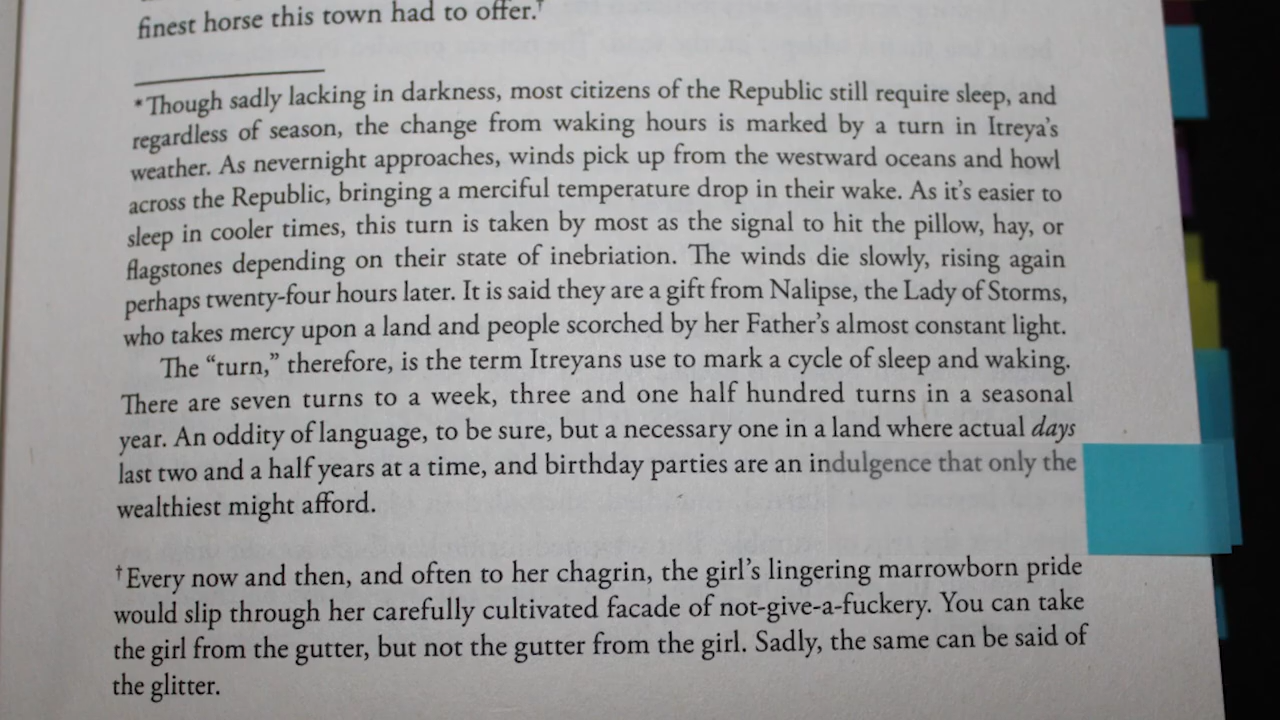 finest horse this town had to offer.†
*Though sadly lacking in darkness, most citizens of the Republic still require sleep, and
regardless of season, the change from waking hours is marked by a turn in Itreya's
weather. As nevernight approaches, winds pick up from the westward oceans and howl
across the Republic, bringing a merciful temperature drop in their wake. As it's easier to
sleep in cooler times, this turn is taken by most as the signal to hit the pillow, hay, or
flagstones depending on their state of inebriation. The winds die slowly, rising again
perhaps twenty-four hours later. It is said they are a gift from Nalipse, the Lady of Storms,
who takes mercy upon a land and people scorched by her Father's almost constant light.
The “turn,” therefore, is the term Itreyans use to mark a cycle of sleep and waking.
There are seven turns to a week, three and one half hundred turns in a seasonal
year. An oddity of language, to be sure, but a necessary one in a land where actual days
last two and a half years at a time, and birthday parties are an indulgence that only the
wealthiest might afford.
†Every now and then, and often to her chagrin, the girl's lingering marrowborn pride
would slip through her carefully cultivated facade of not-give-a-fuckery. You can take
the girl from the gutter, but not the gutter from the girl. Sadly, the same can be said of
the glitter.